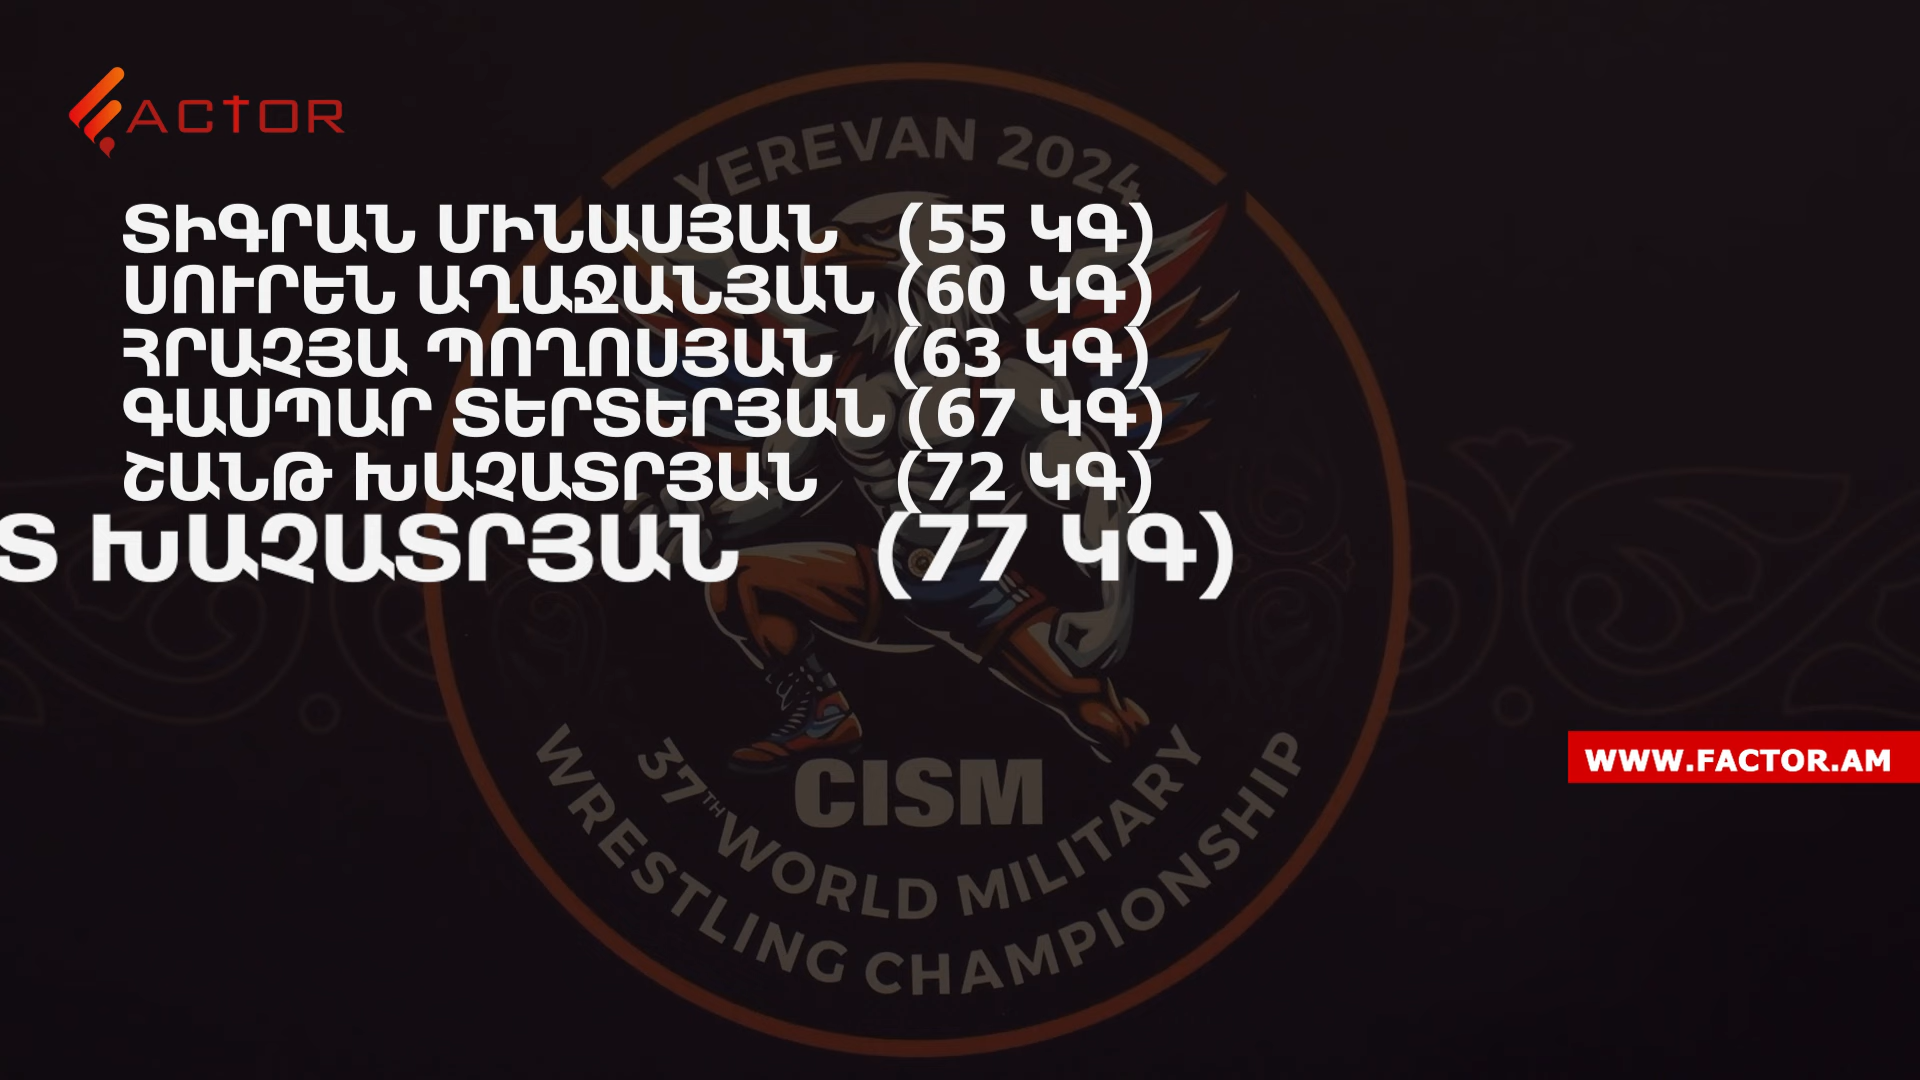 FACTOR
YEREVAN 2024
ՏԻԳՐԱՆ ՄԻՆԱՍՅԱՆ (55 ԿԳ)
ՍՈՒՐԵՆ ԱՂԱՋԱՆՅԱՆ (60 ԿԳ)
ՀՐԱՉՅԱ ՊՈՂՈՍՅԱՆ (63 ԿԳ)
ԳԱՍՊԱՐ ՏԵՐՏԵՐՅԱՆ (67 ԿԳ)
ՇԱՆԹ ԽԱՉԱՏՐՅԱՆ (72 ԿԳ)
ԽԱՉԱՏՐՅԱՆ (77 ԿԳ)
WWW.FACTOR.AM
CISM
37TH WORLD MILITARY
WRESTLING CHAMPIONSHIP